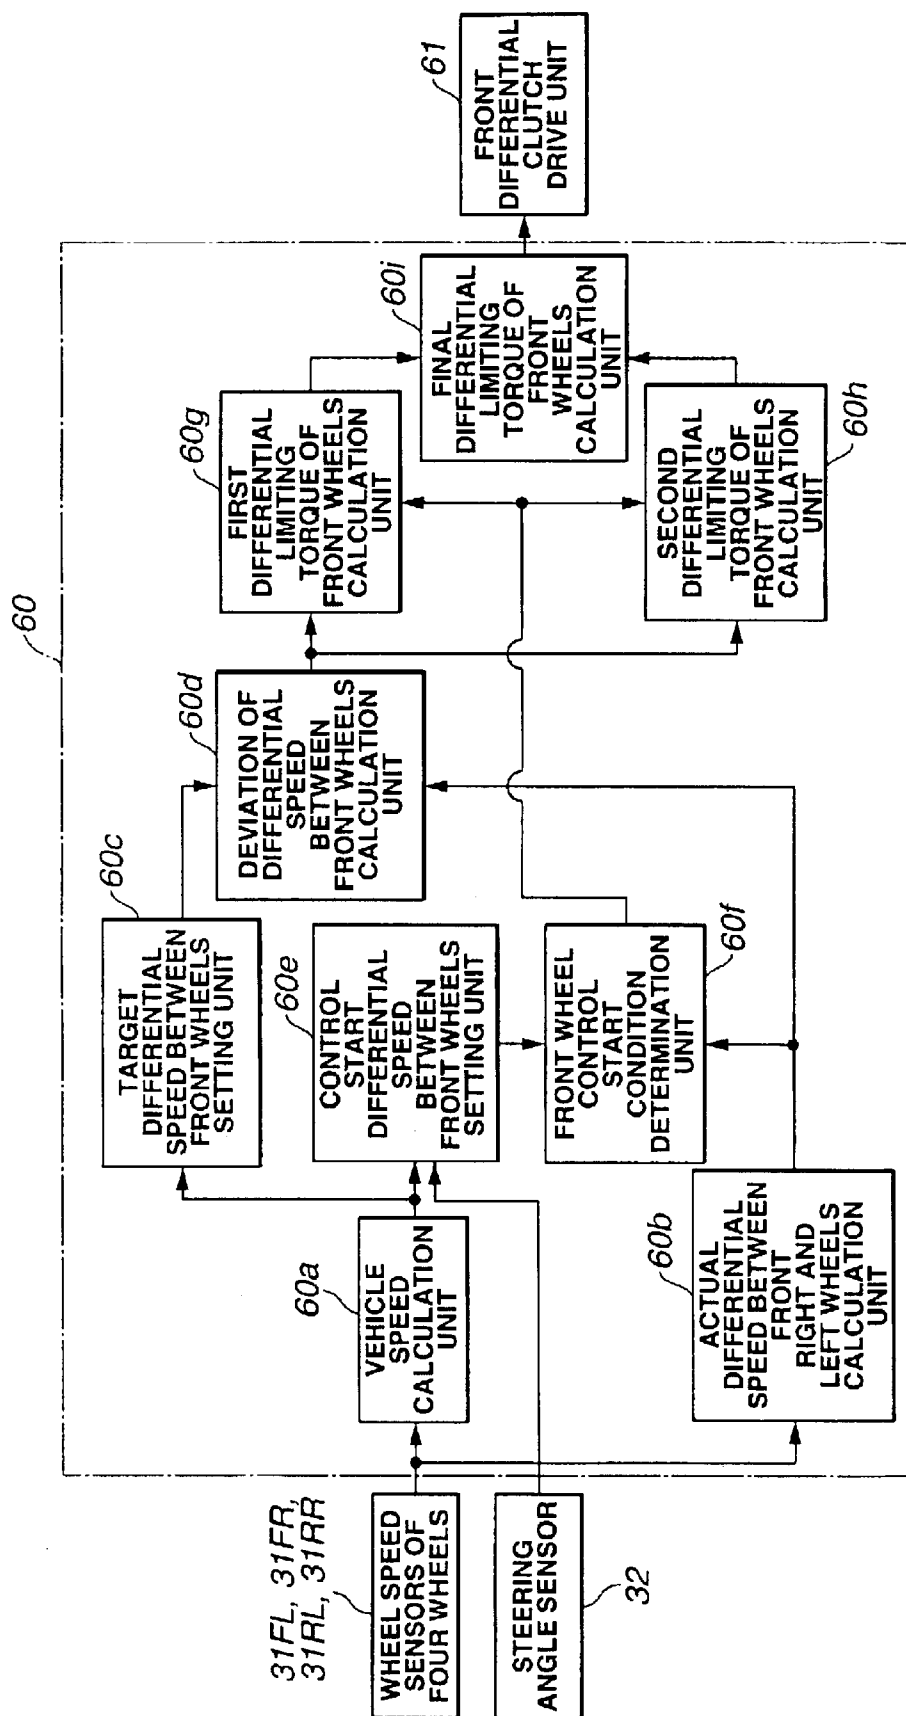 60
31FL, 31FR,
31RL, 31RR
WHEEL SPEED
SENSORS OF
FOUR WHEELS
STEERING
ANGLE SENSOR
32
60a
VEHICLE
SPEED
CALCULATION
UNIT
60b
ACTUAL
DIFFERENTIAL
SPEED BETWEEN
FRONT
RIGHT AND
LEFT WHEELS
CALCULATION
UNIT
60c
TARGET
DIFFERENTIAL
SPEED BETWEEN
FRONT WHEELS
SETTING UNIT
60e
CONTROL
START
DIFFERENTIAL
SPEED
BETWEEN
FRONT WHEELS
SETTING UNIT
FRONT WHEEL
CONTROL
START
CONDITION
DETERMINATION
UNIT
60f
60d
DEVIATION OF
DIFFERENTIAL
SPEED
BETWEEN
FRONT WHEELS
CALCULATION
UNIT
60g
FIRST
DIFFERENTIAL
LIMITING
TORQUE OF
FRONT WHEELS
CALCULATION
UNIT
SECOND
DIFFERENTIAL
LIMITING
TORQUE OF
FRONT WHEELS
CALCULATION
UNIT
60h
60i
FINAL
DIFFERENTIAL
LIMITING
TORQUE OF
FRONT
WHEELS
CALCULATION
UNIT
61
FRONT
DIFFERENTIAL
CLUTCH
DRIVE UNIT